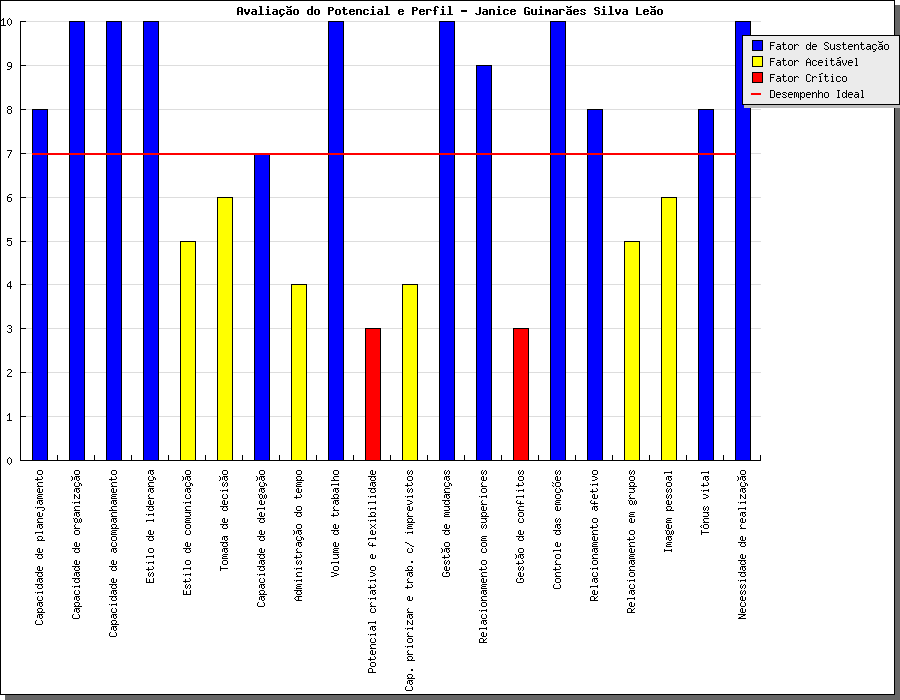 Avaliação do Potencial e Perfil - Janice Guimarães Silva Leão
10
9
8
7
6
5
4
3
2
1
0
Fator de Sustentação
Fator Aceitável
Fator Crítico
Desempenho Ideal
Capacidade de planejamento
Capacidade de organização
Capacidade de acompanhamento
Estilo de liderança
Estilo de comunicação
Tomada de decisão
Capacidade de delegação
Administração do tempo
Volume de trabalho
Potencial criativo e flexibilidade
Cap. priorizar e trab. c/ imprevistos
Gestão de mudanças
Relacionamento com superiores
Gestão de conflitos
Controle das emoções
Relacionamento afetivo
Relacionamento em grupos
Imagem pessoal
Tônus vital
Necessidade de realização